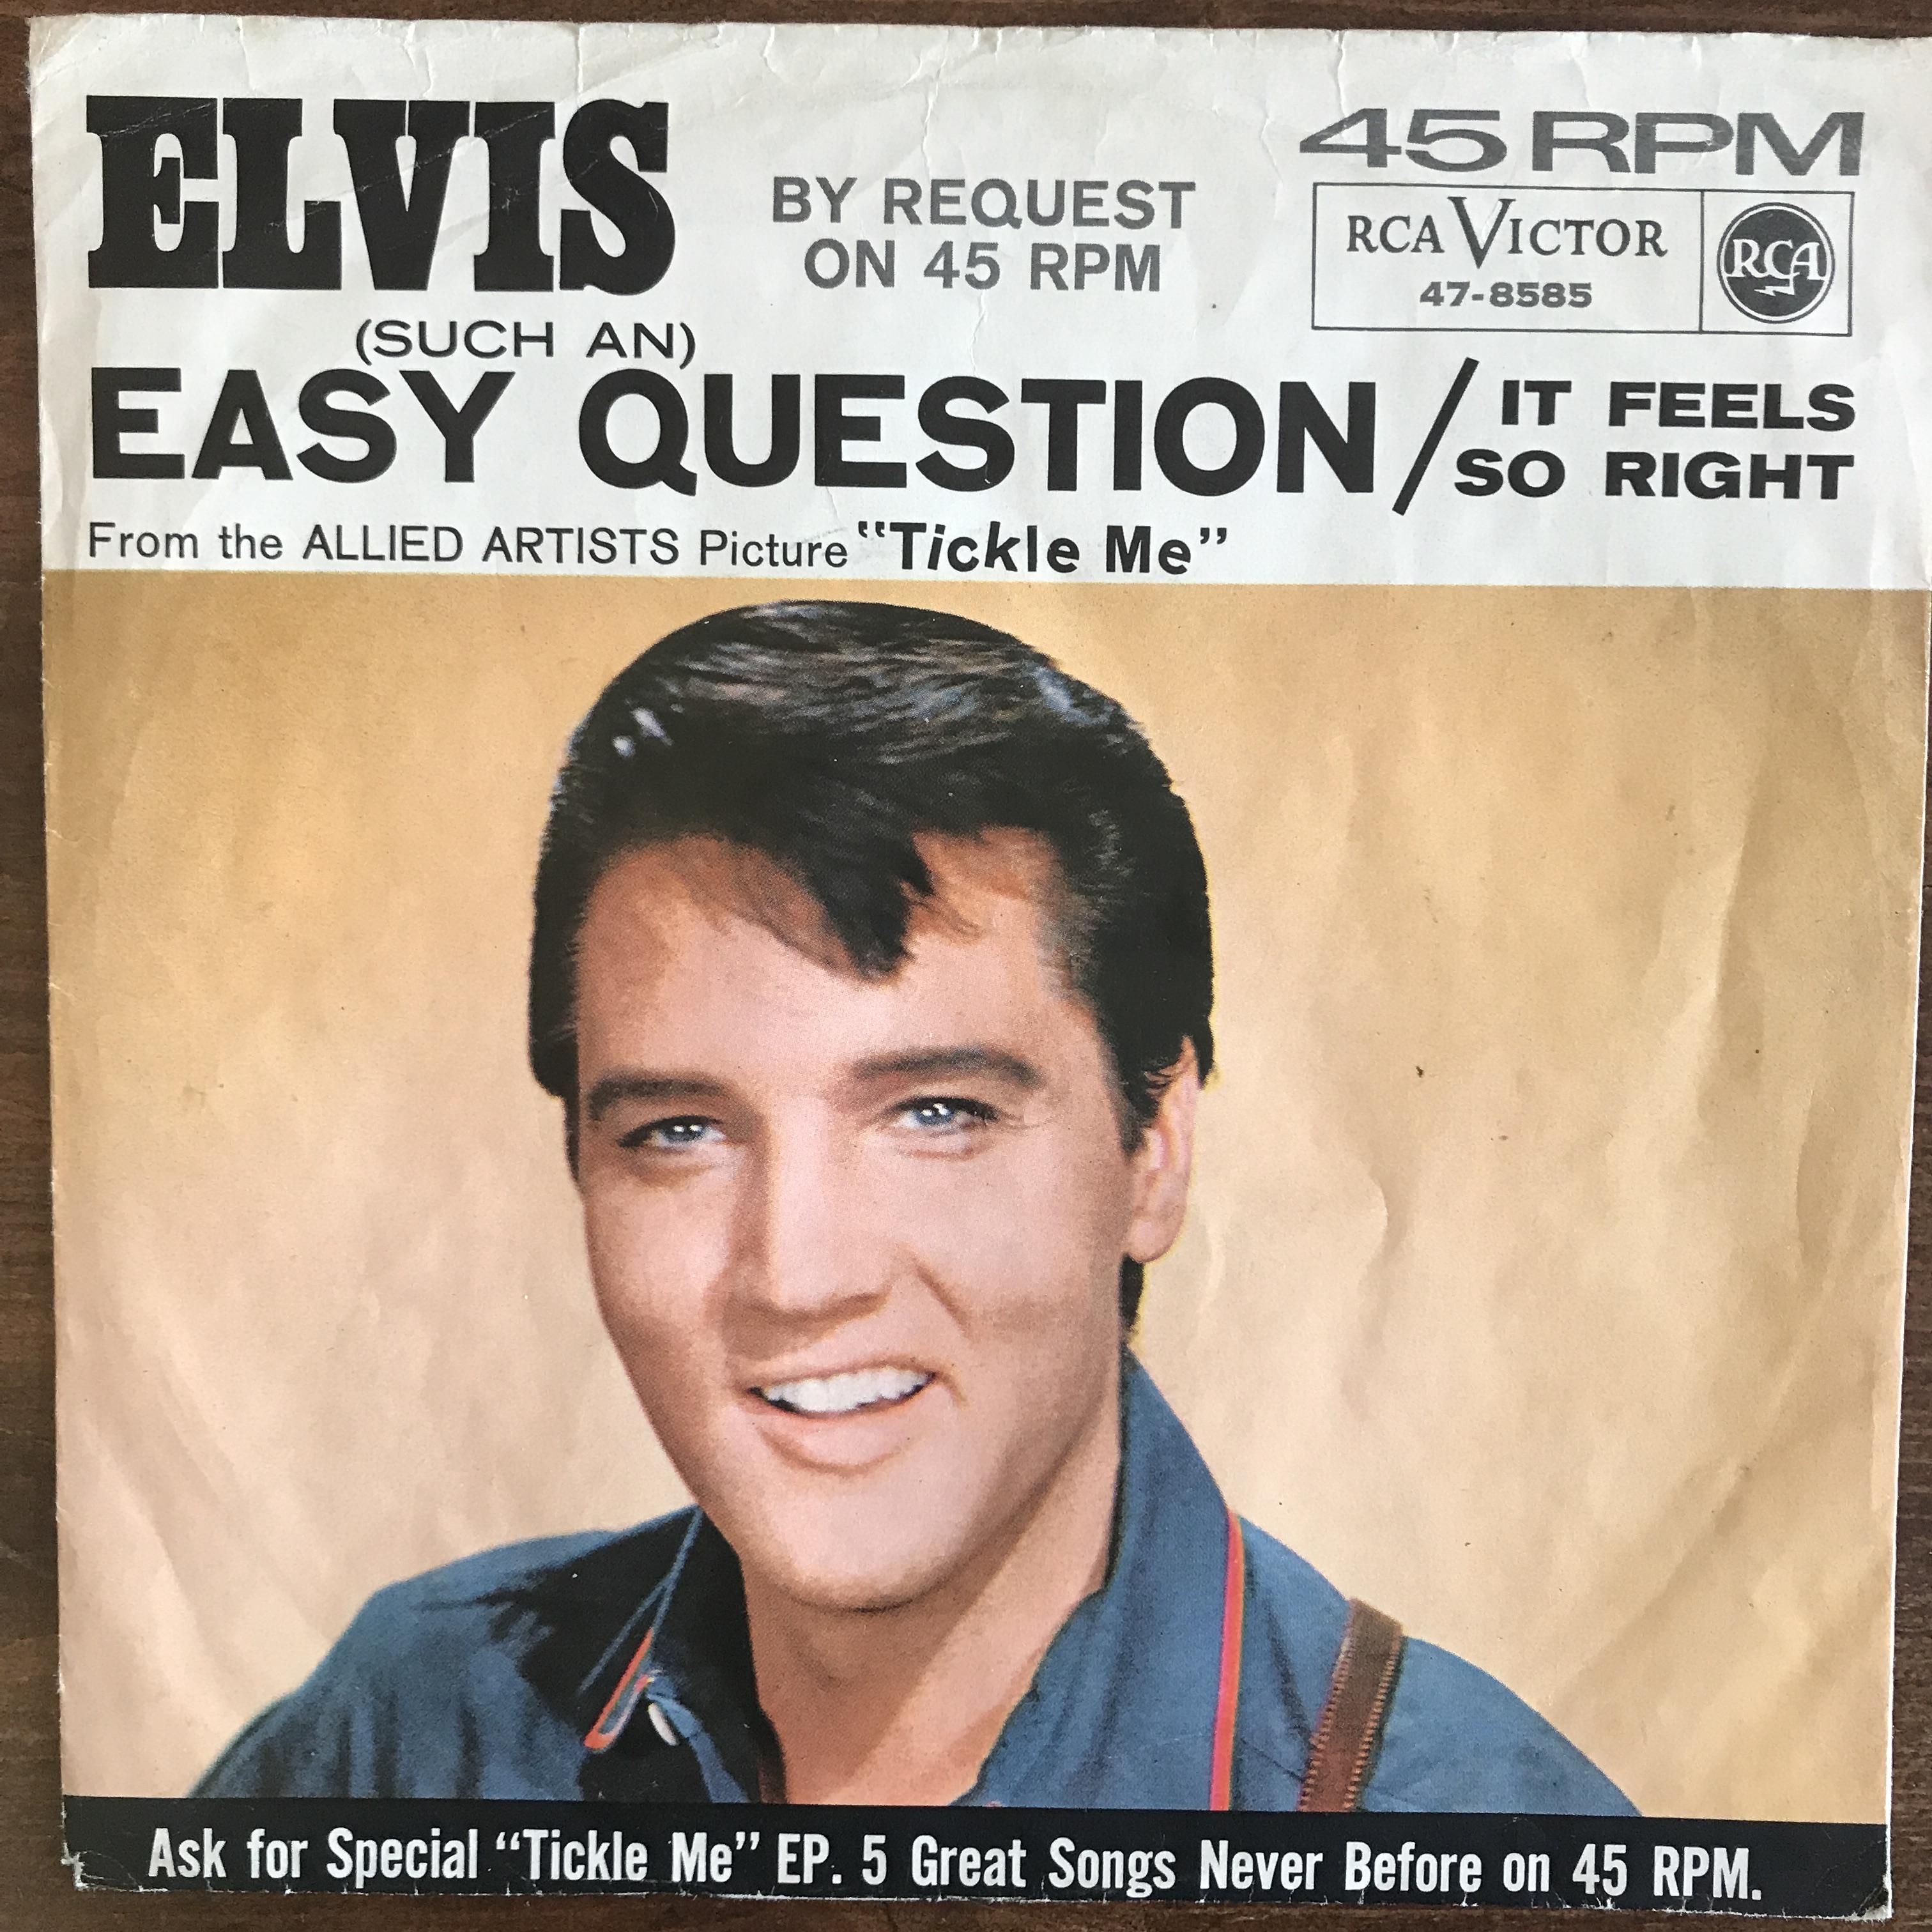 ELVIS
BY REQUEST
ON 45 RPM
45 RPM
RCA VICTOR
47-8585
RCA
(SUCH AN)
EASY QUESTION/
IT FEELS
SO RIGHT
From the ALLIED ARTISTS Picture “Tickle Me”
Ask for Special “Tickle Me” EP. 5 Great Songs Never Before on 45 RPM.